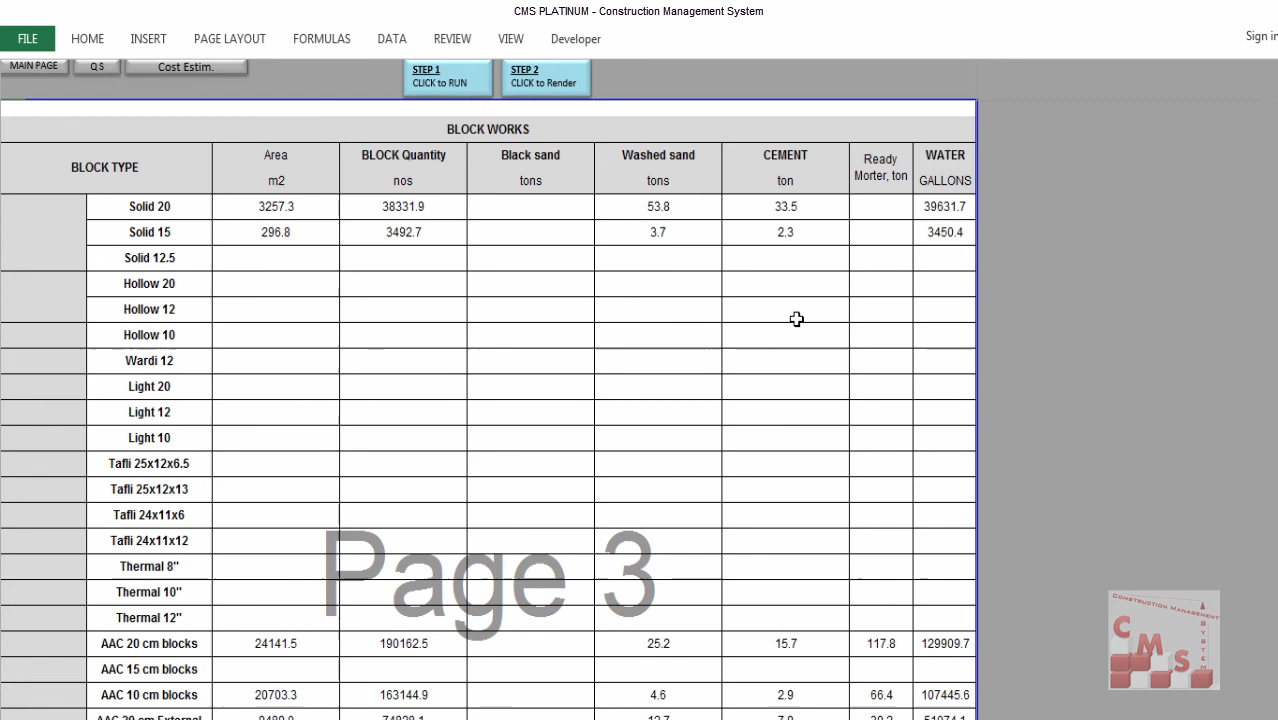 CMS PLATINUM - Construction Management System
FILE HOME INSERT PAGE LAYOUT FORMULAS DATA REVIEW VIEW Developer Sign in
MAIN PAGE Q S Cost Estim. STEP 1 STEP 2
CLICK to RUN CLICK to Render
BLOCK WORKS
BLOCK TYPE Area BLOCK Quantity Black sand Washed sand CEMENT Ready Morter, ton WATER
m2 nos tons tons ton GALLONS
Solid 20 3257.3 38331.9 53.8 33.5 39631.7
Solid 15 296.8 3492.7 3.7 2.3 3450.4
Solid 12.5
Hollow 20
Hollow 12
Hollow 10
Wardi 12
Light 20
Light 12
Light 10
Tafli 25x12x6.5
Tafli 25x12x13
Tafli 24x11x6
Tafli 24x11x12
Page 3
Thermal 8"
Thermal 10"
Thermal 12"
AAC 20 cm blocks 24141.5 190162.5 25.2 15.7 117.8 129909.7
AAC 15 cm blocks
AAC 10 cm blocks 20703.3 163144.9 4.6 2.9 66.4 107445.6
CONSTRUCTION MANAGEMENT
SYSTEM
CMS